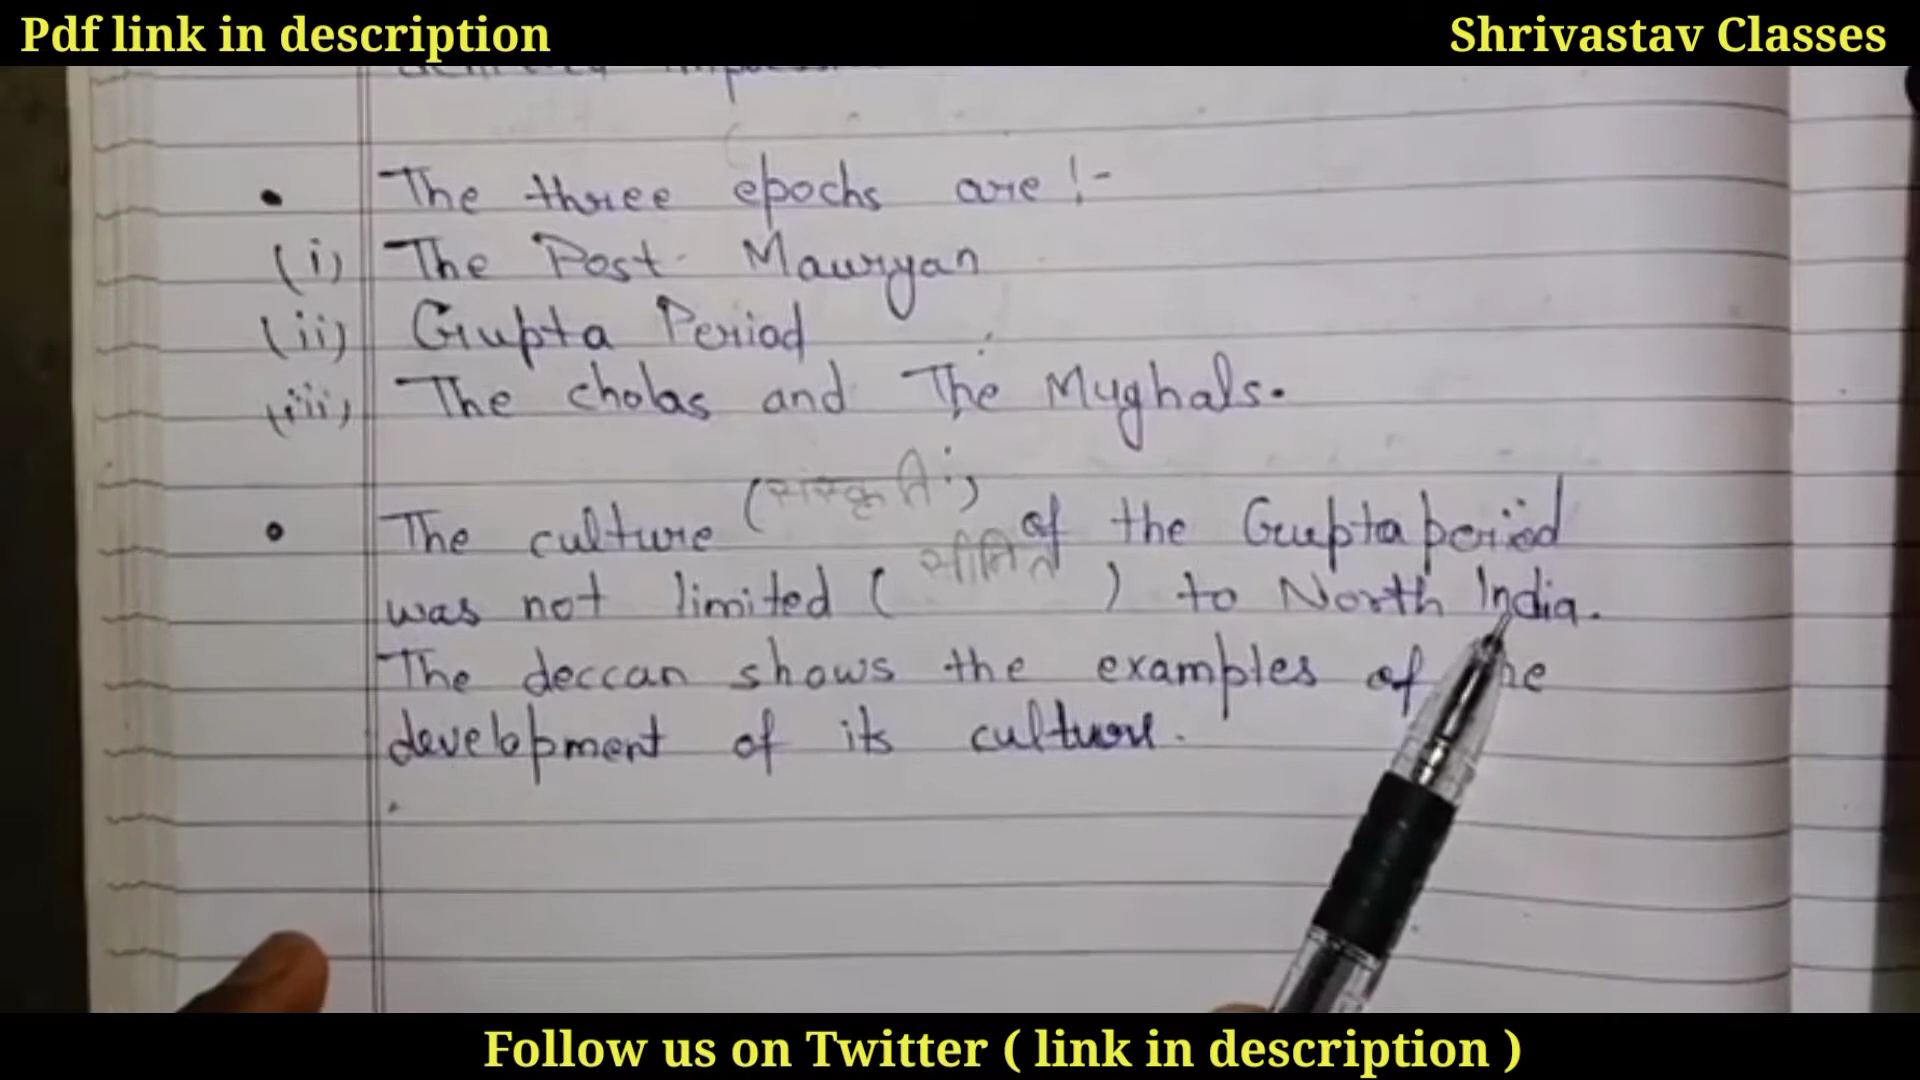 Pdf link in description
Shrivastav Classes
• The three epochs are :-
(i) The Post Mauryan
(ii) Gupta Period
(iii) The cholas and The Mughals.
• The culture (संस्कृति) of the Gupta period
was not limited (सीमित) to North India.
The deccan shows the examples of he
development of its culture.
Follow us on Twitter ( link in description )